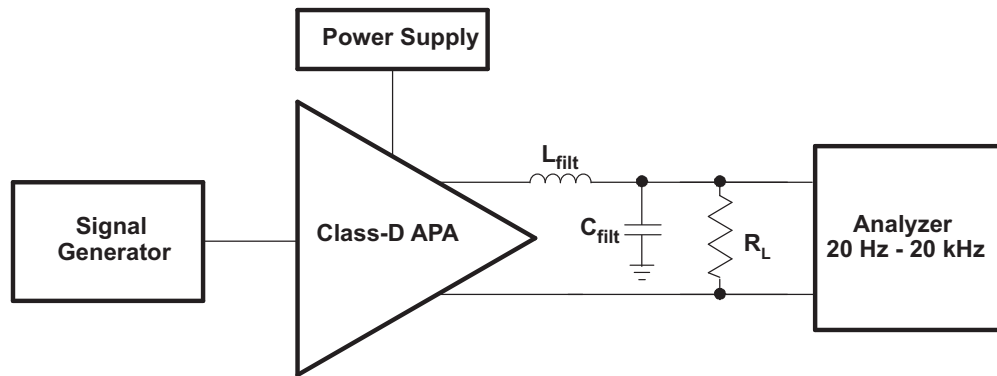 Power Supply
Signal
Generator
Class-D APA
L_filt
C_filt
R_L
Analyzer
20 Hz - 20 kHz